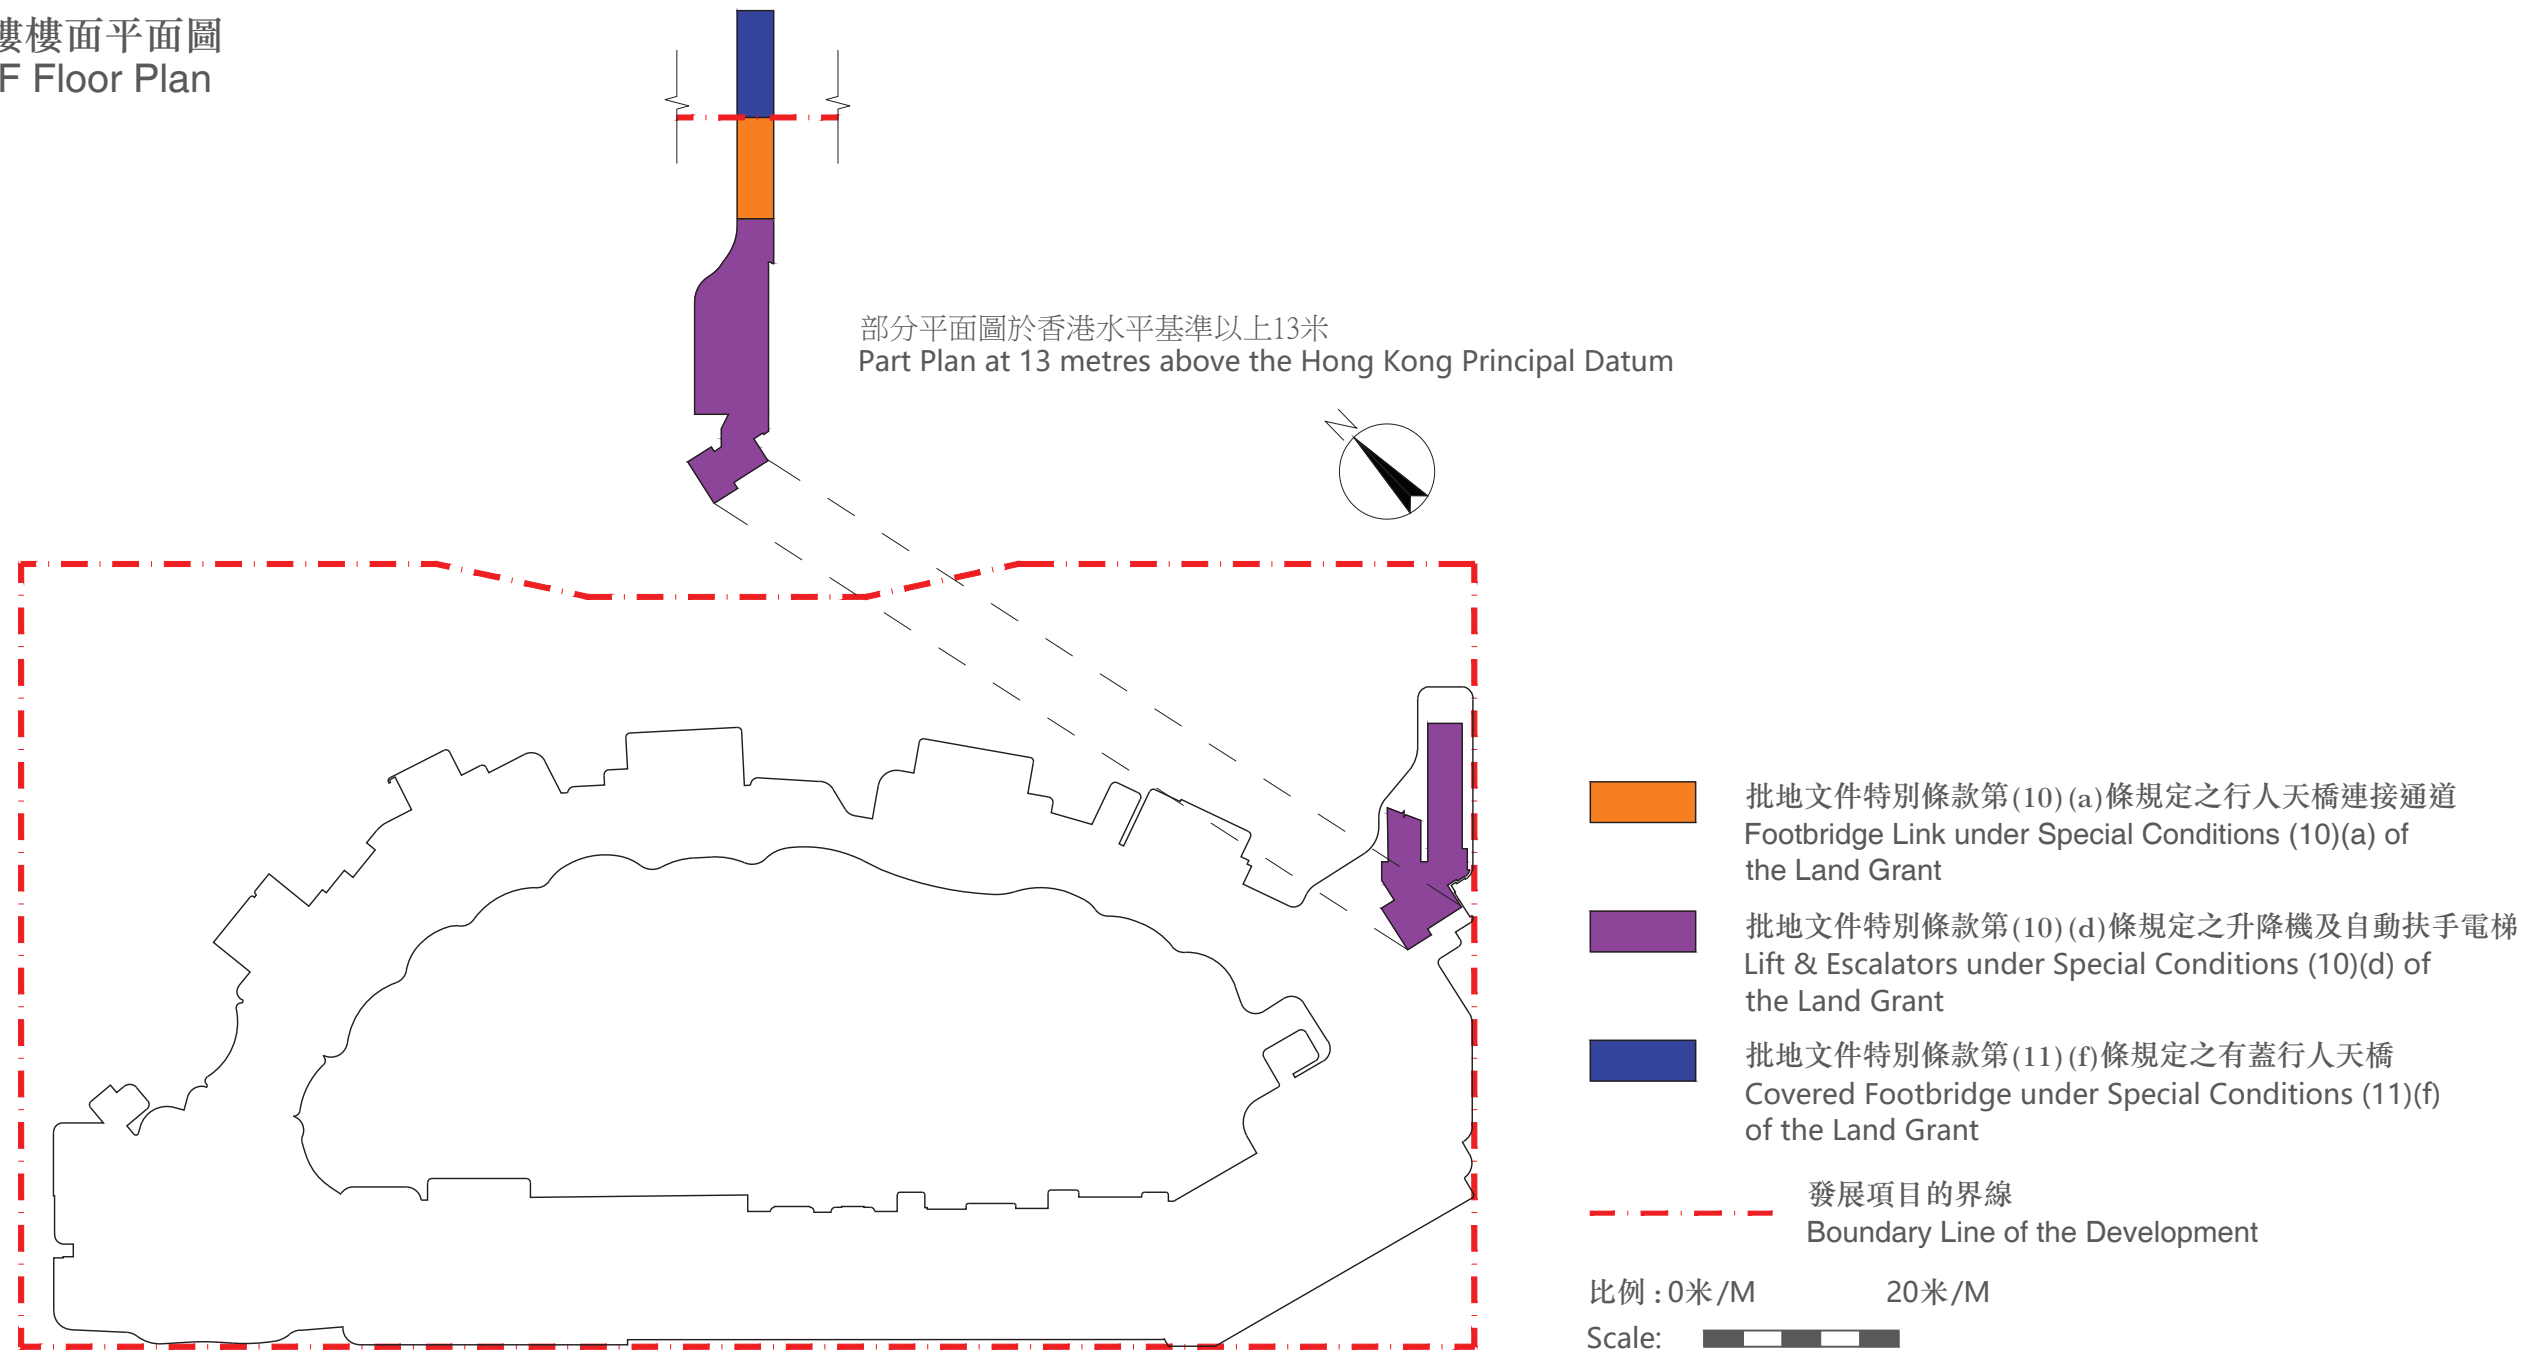 樓樓面平面圖
F Floor Plan
部分平面圖於香港水平基準以上13米
Part Plan at 13 metres above the Hong Kong Principal Datum
N
批地文件特別條款第(10)(a)條規定之行人天橋連接通道
Footbridge Link under Special Conditions (10)(a) of
the Land Grant
批地文件特別條款第(10)(d)條規定之升降機及自動扶手電梯
Lift & Escalators under Special Conditions (10)(d) of
the Land Grant
批地文件特別條款第(11)(f)條規定之有蓋行人天橋
Covered Footbridge under Special Conditions (11)(f)
of the Land Grant
發展項目的界線
Boundary Line of the Development
比例 : 0米/M 20米/M
Scale: